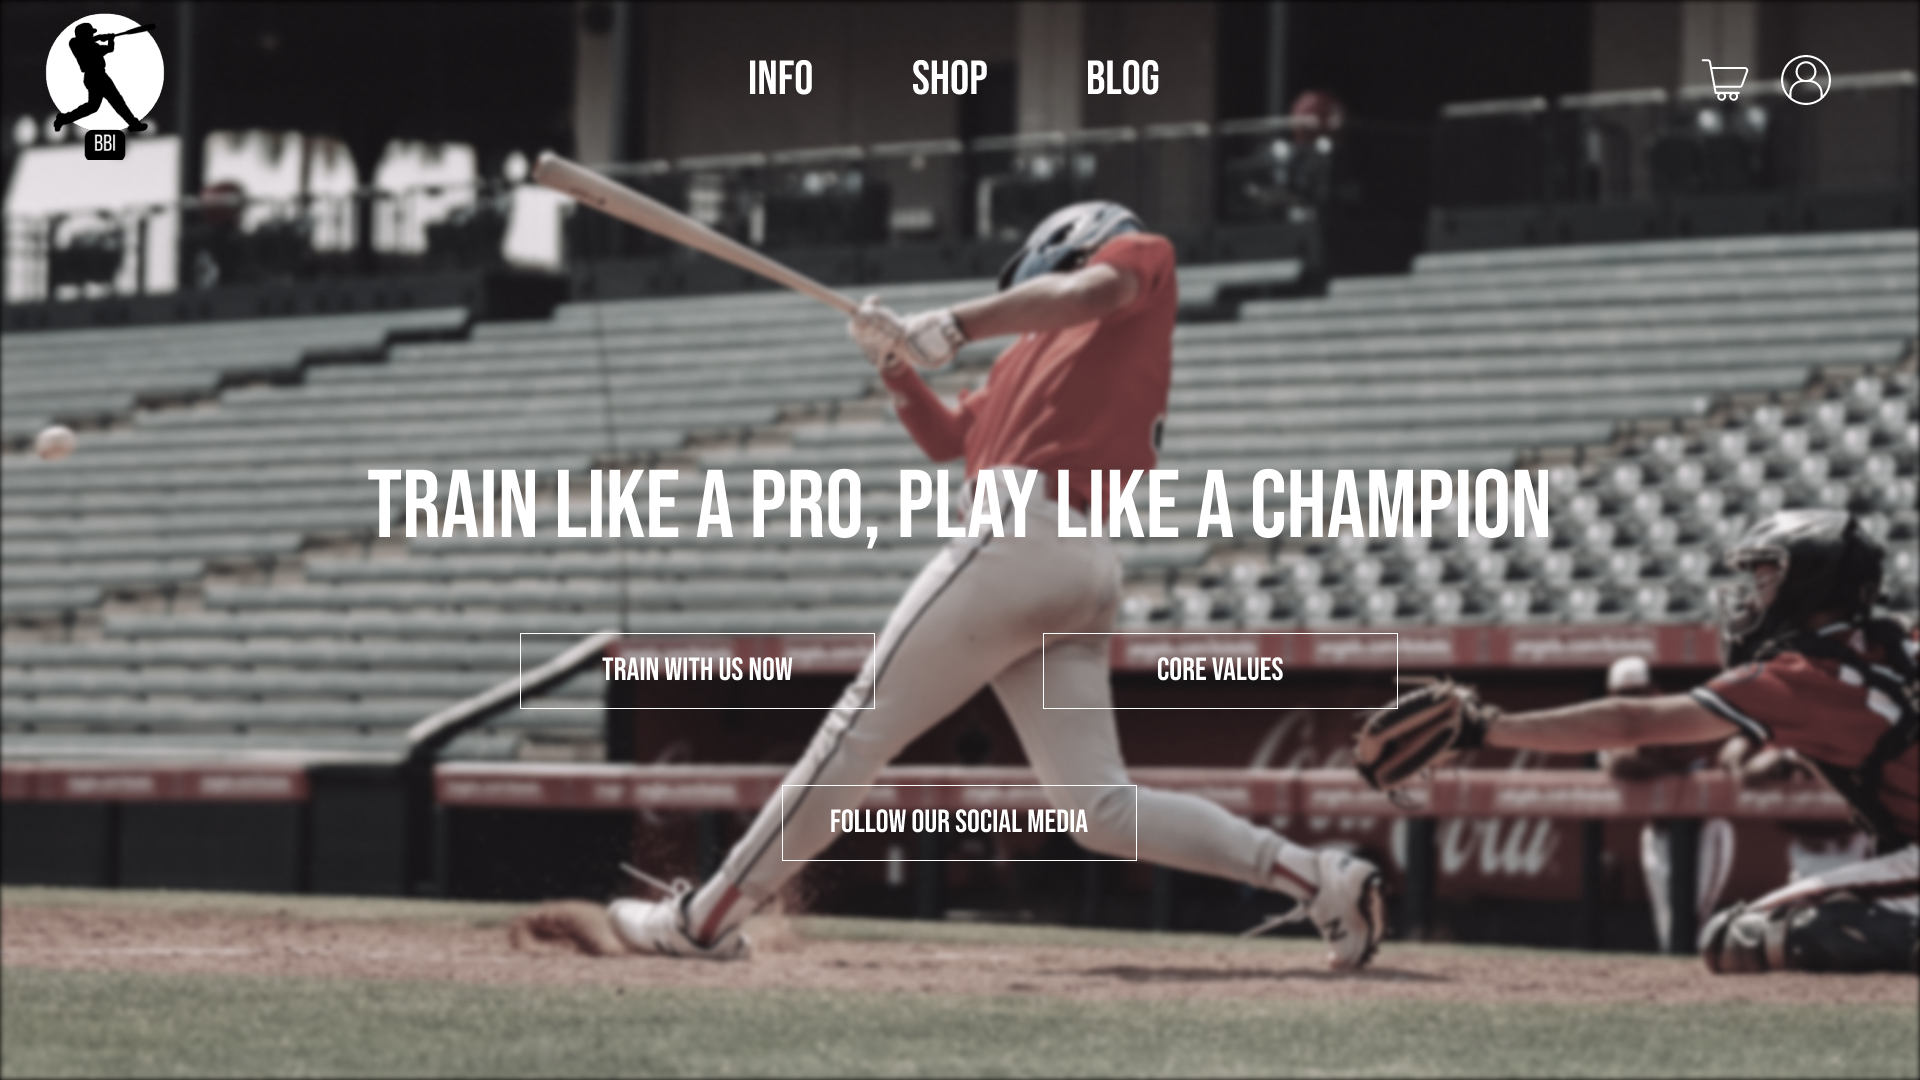 BBI
INFO SHOP BLOG
TRAIN LIKE A PRO, PLAY LIKE A CHAMPION
TRAIN WITH US NOW
CORE VALUES
FOLLOW OUR SOCIAL MEDIA